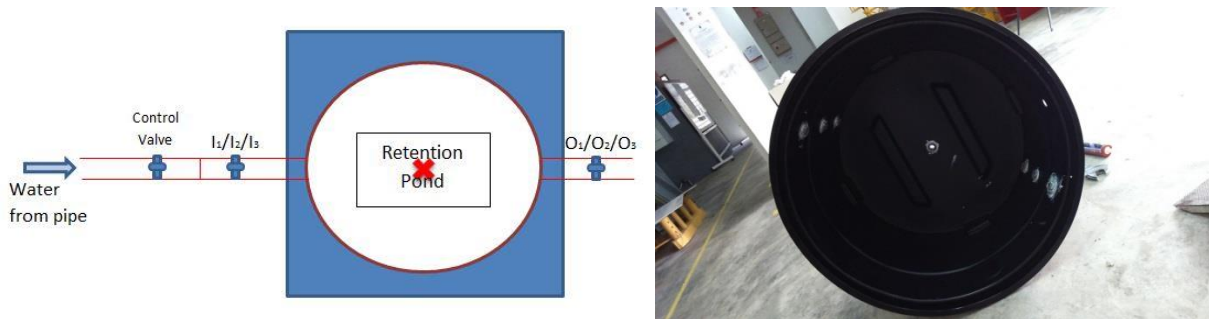 Control
Valve
I₁/I₂/I₃
O₁/O₂/O₃
Water
from pipe
Retention
Pond